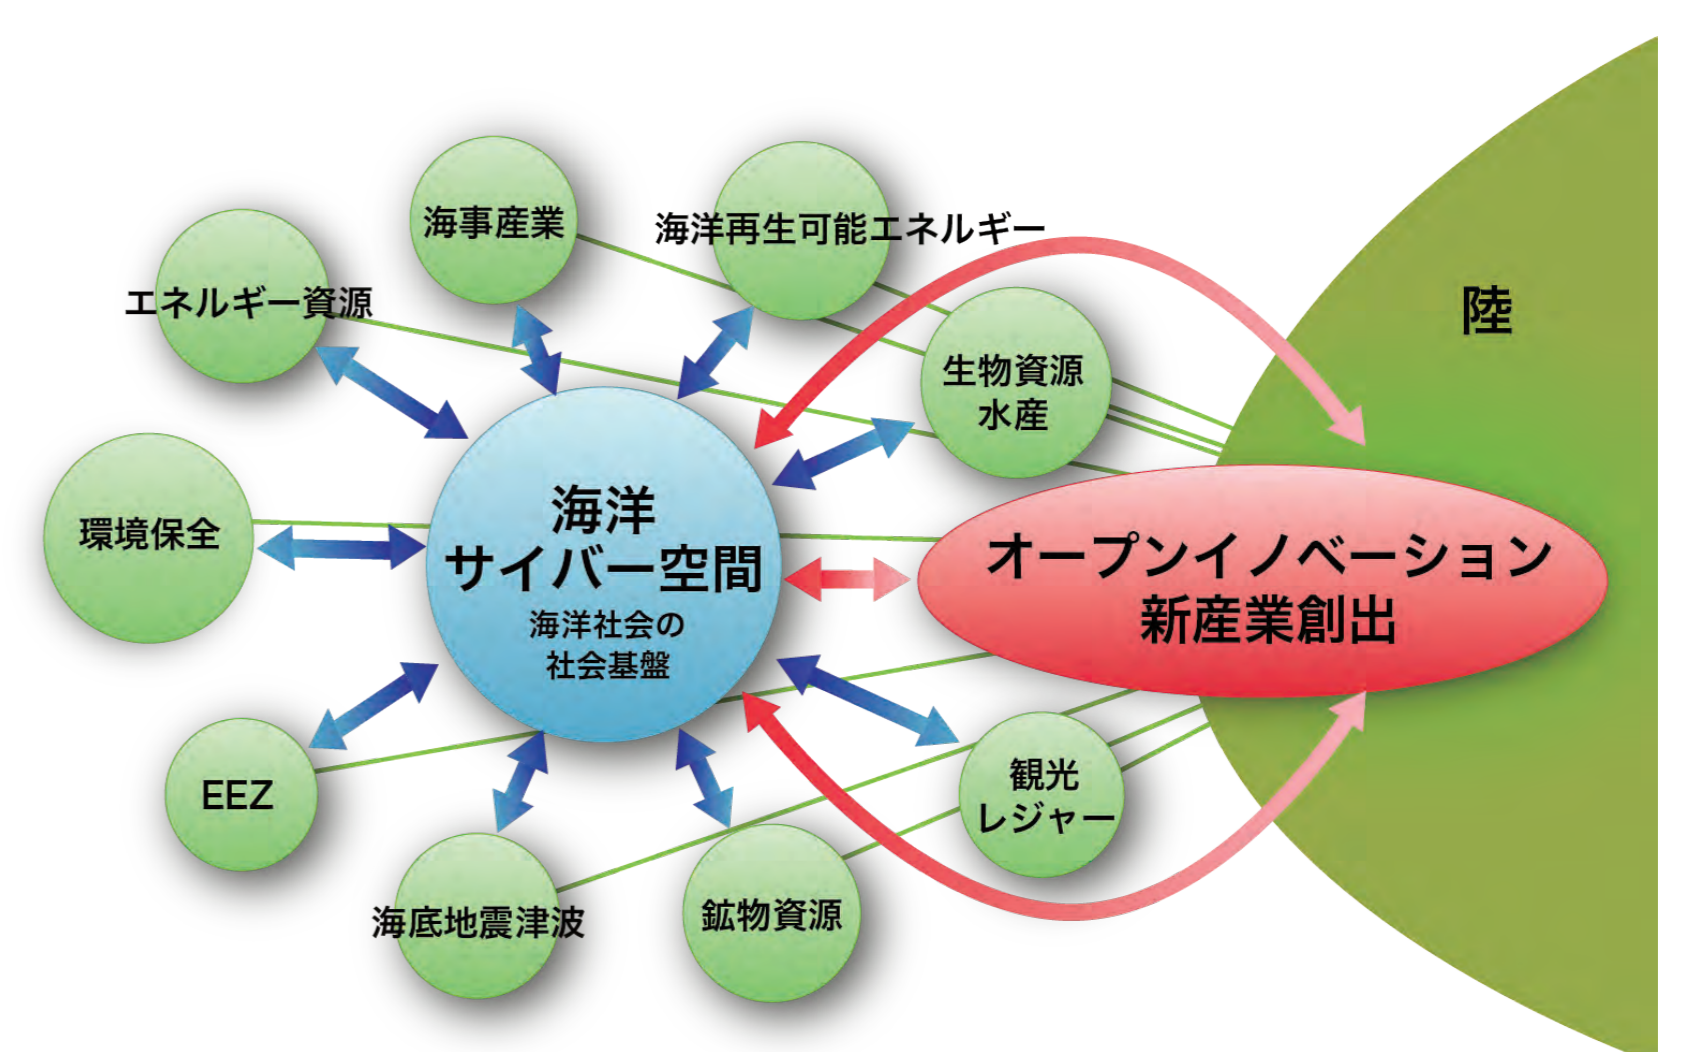 海事産業
海洋再生可能エネルギー
エネルギー資源
陸
生物資源
水産
環境保全
海洋
サイバー空間
海洋社会の
社会基盤
オープンイノベーション
新産業創出
EEZ
観光
レジャー
海底地震津波
鉱物資源